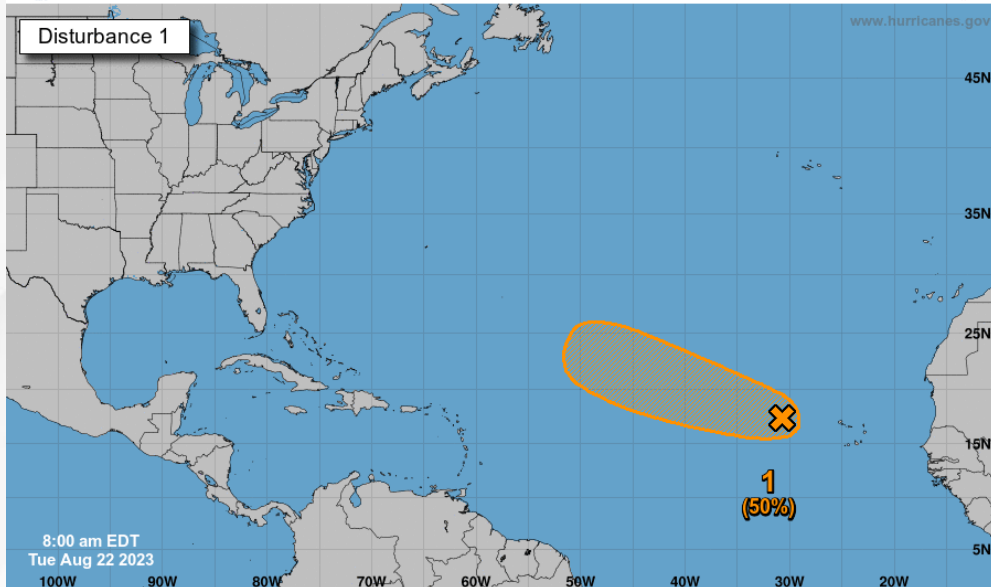 www.hurricanes.gov
Disturbance 1
45N
35N
25N
15N
1
(50%)
8:00 am EDT
Tue Aug 22 2023
5N
100W 90W 80W 70W 60W 50W 40W 30W